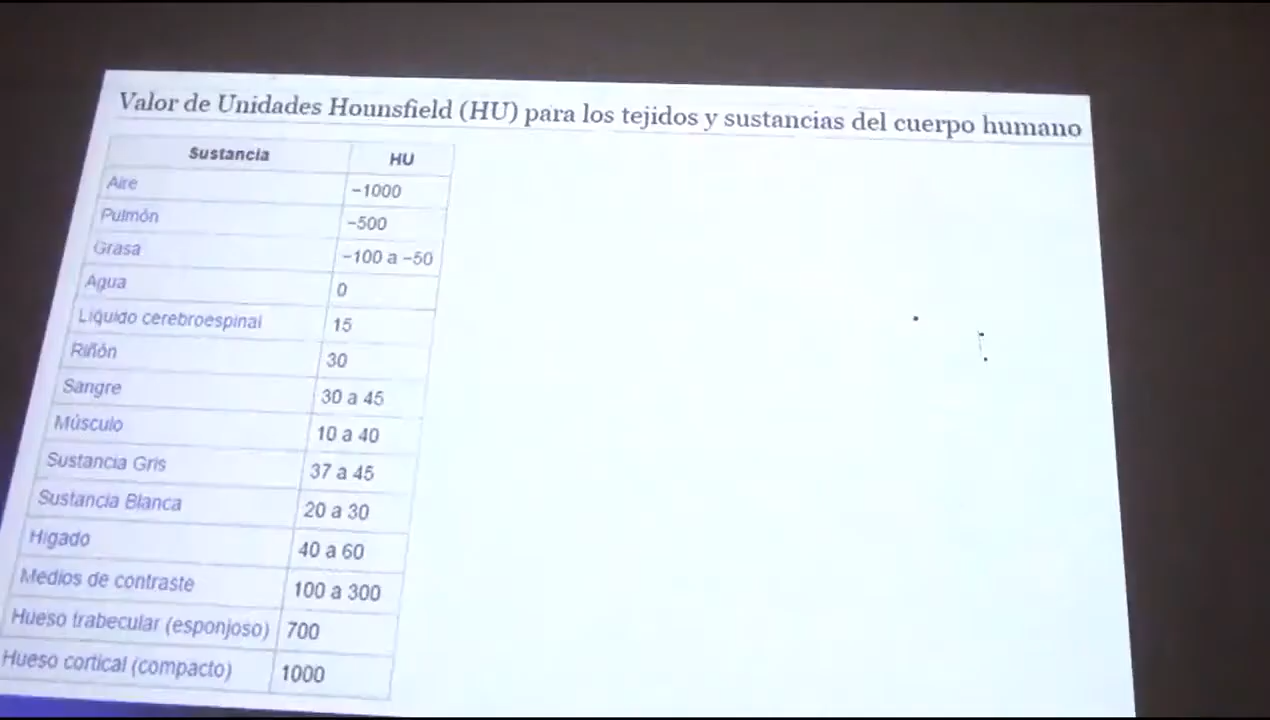 Valor de Unidades Hounsfield (HU) para los tejidos y sustancias del cuerpo humano
Sustancia HU
Aire −1000
Pulmón −500
Grasa −100 a −50
Agua 0
Líquido cerebroespinal 15
Riñón 30
Sangre 30 a 45
Músculo 10 a 40
Sustancia Gris 37 a 45
Sustancia Blanca 20 a 30
Hígado 40 a 60
Medios de contraste 100 a 300
Hueso trabecular (esponjoso) 700
Hueso cortical (compacto) 1000